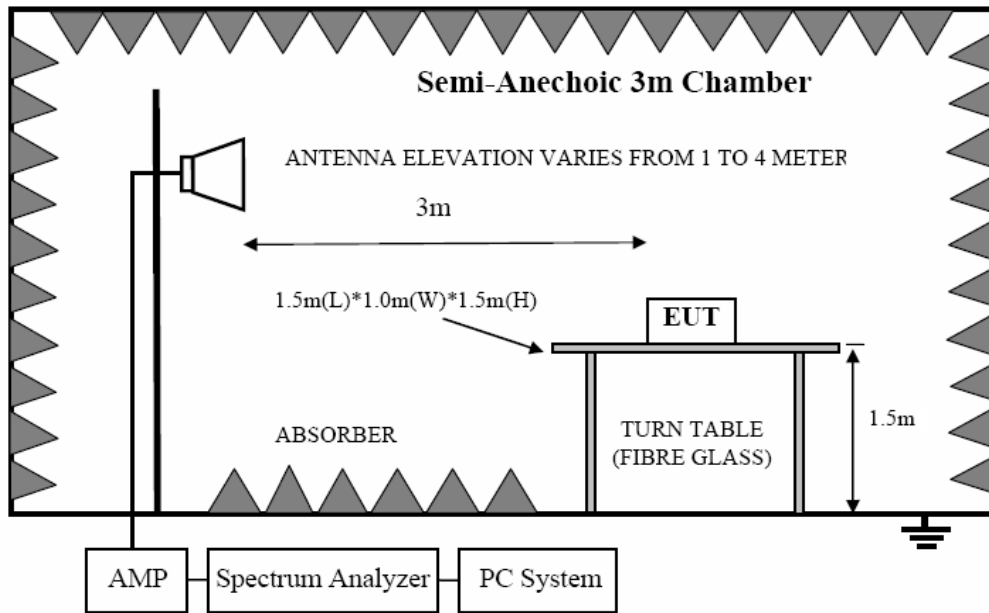 Semi-Anechoic 3m Chamber
ANTENNA ELEVATION VARIES FROM 1 TO 4 METER
3m
1.5m(L)*1.0m(W)*1.5m(H)
EUT
1.5m
ABSORBER
TURN TABLE
(FIBRE GLASS)
AMP
Spectrum Analyzer
PC System